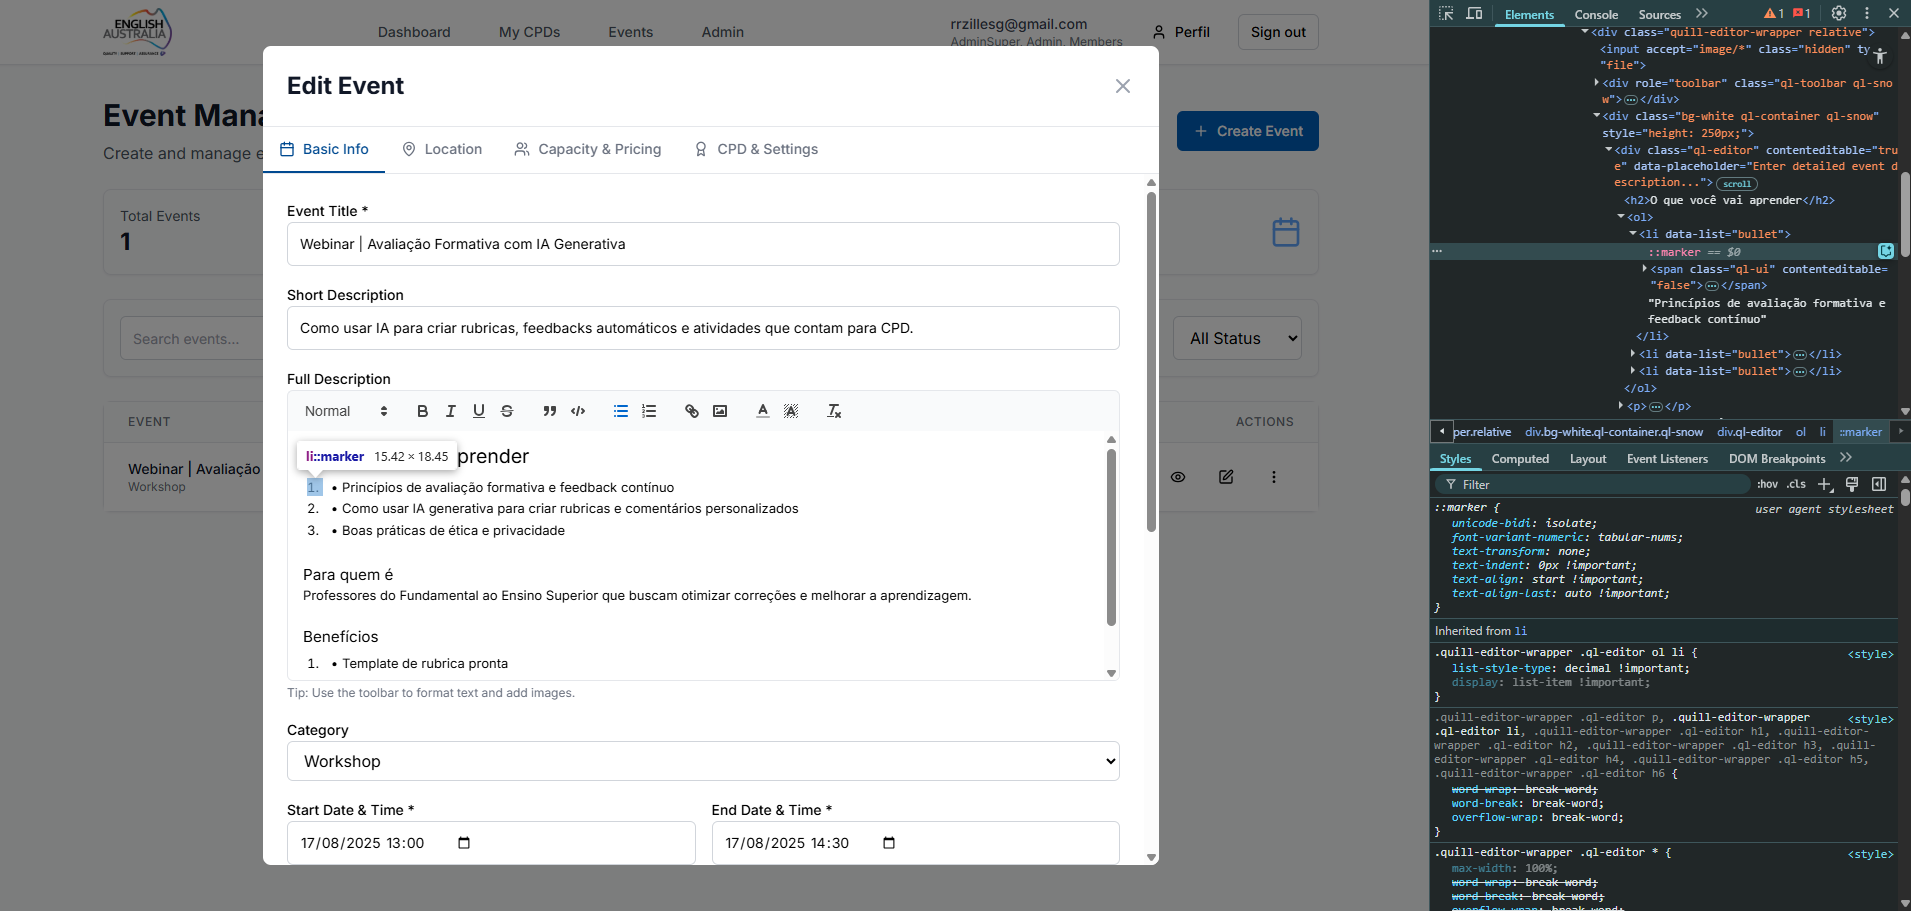 ENGLISH
AUSTRALIA
QUALITY · SUPPORT · ASSURANCE
Dashboard
My CPDs
Events
Admin
rrzillesg@gmail.com
AdminSuper, Admin, Members
Perfil
Sign out
Event Mana
Create and manage e
Create Event
Total Events
1
Search events...
All Status
EVENT
ACTIONS
Webinar | Avaliação
Workshop
Edit Event
Basic Info
Location
Capacity & Pricing
CPD & Settings
Event Title *
Webinar | Avaliação Formativa com IA Generativa
Short Description
Como usar IA para criar rubricas, feedbacks automáticos e atividades que contam para CPD.
Full Description
Normal
prender
li::marker 15.42 × 18.45
1. • Princípios de avaliação formativa e feedback contínuo
2. • Como usar IA generativa para criar rubricas e comentários personalizados
3. • Boas práticas de ética e privacidade
Para quem é
Professores do Fundamental ao Ensino Superior que buscam otimizar correções e melhorar a aprendizagem.
Benefícios
1. • Template de rubrica pronta
Tip: Use the toolbar to format text and add images.
Category
Workshop
Start Date & Time *
End Date & Time *
17/08/2025 13:00
17/08/2025 14:30
Elements
Console
Sources
1
1
<div class="quill-editor-wrapper relative">
<input accept="image/*" class="hidden" ty
"file">
<div role="toolbar" class="ql-toolbar ql-sno
w"> </div>
<div class="bg-white ql-container ql-snow"
style="height: 250px;">
<div class="ql-editor" contenteditable="tru
e" data-placeholder="Enter detailed event d
escription..."> scroll
<h2>O que você vai aprender</h2>
<ol>
<li data-list="bullet">
::marker == $0
<span class="ql-ui" contenteditable=
"false"> </span>
"Princípios de avaliação formativa e
feedback contínuo"
</li>
<li data-list="bullet"> </li>
<li data-list="bullet"> </li>
</ol>
<p> </p>
per.relative
div.bg-white.ql-container.ql-snow
div.ql-editor
ol
li
::marker
Styles
Computed
Layout
Event Listeners
DOM Breakpoints
Filter
:hov
.cls
::marker {
user agent stylesheet
unicode-bidi: isolate;
font-variant-numeric: tabular-nums;
text-transform: none;
text-indent: 0px !important;
text-align: start !important;
text-align-last: auto !important;
}
Inherited from li
.quill-editor-wrapper .ql-editor ol li {
<style>
list-style-type: decimal !important;
display: list-item !important;
}
.quill-editor-wrapper .ql-editor p, .quill-editor-wrapper
<style>
.ql-editor li, .quill-editor-wrapper .ql-editor h1, .quill-editor-
wrapper .ql-editor h2, .quill-editor-wrapper .ql-editor h3, .quill-
editor-wrapper .ql-editor h4, .quill-editor-wrapper .ql-editor h5,
.quill-editor-wrapper .ql-editor h6 {
word-wrap: break-word;
word-break: break-word;
overflow-wrap: break-word;
}
.quill-editor-wrapper .ql-editor * {
<style>
max-width: 100%;
word-wrap: break-word;
word-break: break-word;
overflow-wrap: break-word;